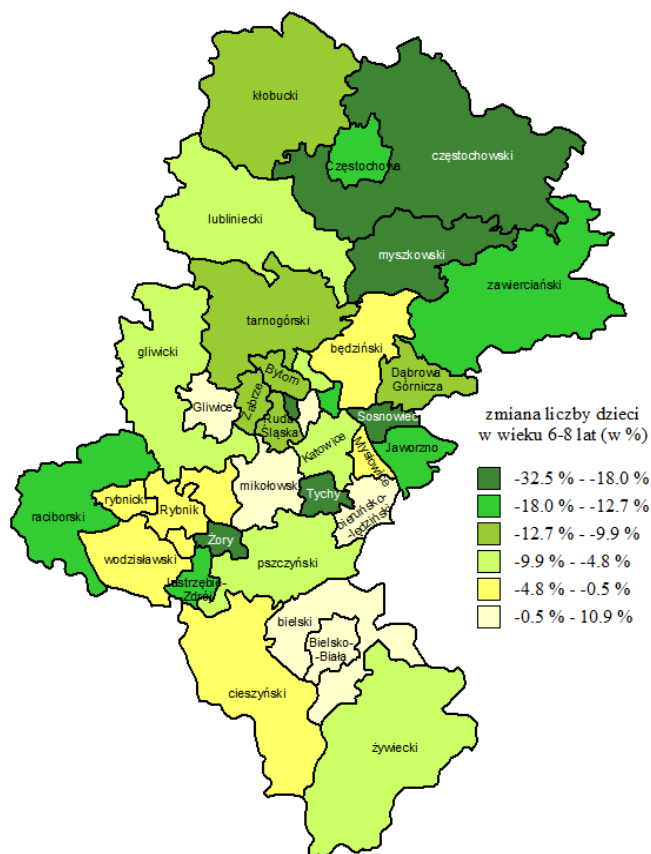 kłobucki
Częstochowa
częstochowski
lubliniecki
myszkowski
zawierciański
tarnogórski
będziński
gliwicki
Bytom
Dąbrowa
Górnicza
Gliwice
Zabrze
Ruda
Śląska
Sosnowiec
zmiana liczby dzieci
w wieku 6-8 lat (w %)
Katowice
Mysłowice
Jaworzno
-32.5 % - -18.0 %
-18.0 % - -12.7 %
-12.7 % - -9.9 %
-9.9 % - -4.8 %
-4.8 % - -0.5 %
-0.5 % - 10.9 %
mikołowski
Tychy
bieruńsko-
-lędziński
raciborski
rybnicki
Rybnik
Żory
wodzisławski
pszczyński
Jastrzębie-
-Zdrój
bielski
Bielsko-
-Biała
cieszyński
żywiecki